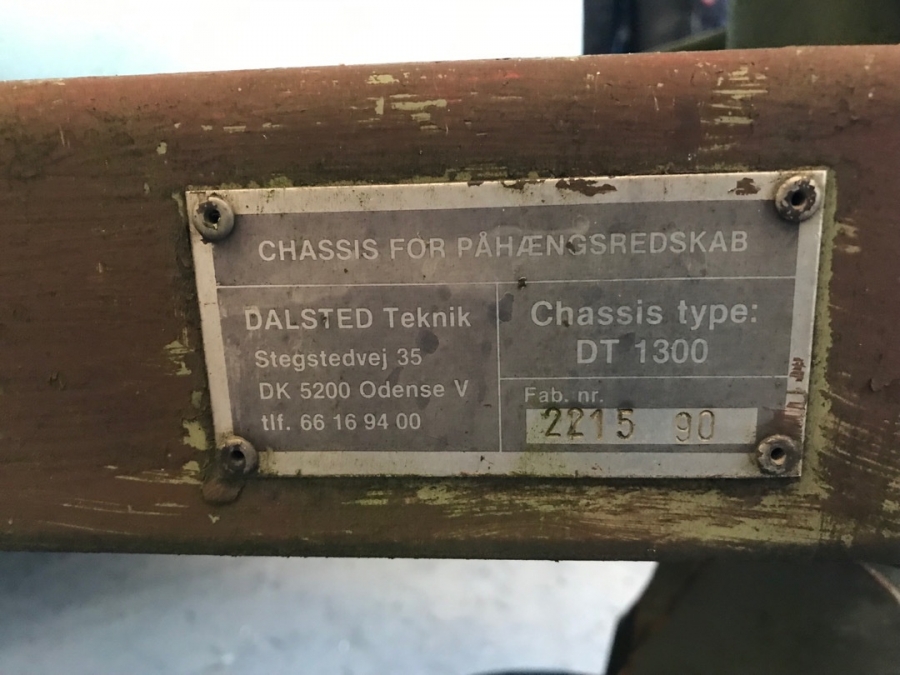 CHASSIS FOR PÅHÆNGSREDSKAB
DALSTED Teknik
Stegstedvej 35
DK 5200 Odense V
tlf. 66 16 94 00
Chassis type:
DT 1300
Fab. nr.
2215 90